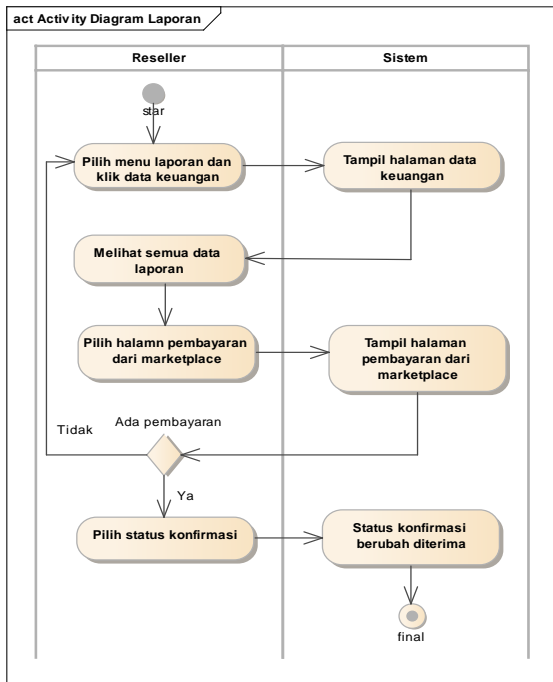 act Activity Diagram Laporan
Reseller
Sistem
star
Pilih menu laporan dan
klik data keuangan
Tampil halaman data
keuangan
Melihat semua data
laporan
Pilih halamn pembayaran
dari marketplace
Tampil halaman
pembayaran dari
marketplace
Tidak
Ada pembayaran
Ya
Pilih status konfirmasi
Status konfirmasi
berubah diterima
final